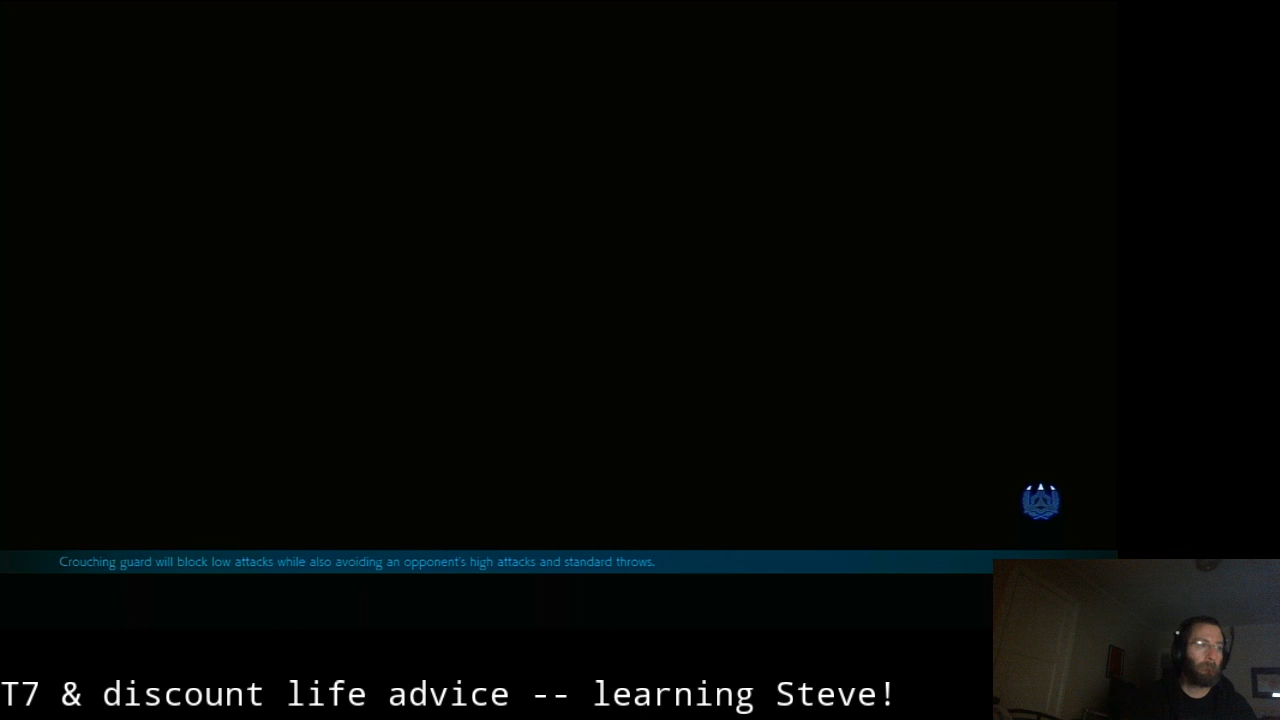 Crouching guard will block low attacks while also avoiding an opponent's high attacks and standard throws.
T7 & discount life advice -- learning Steve!